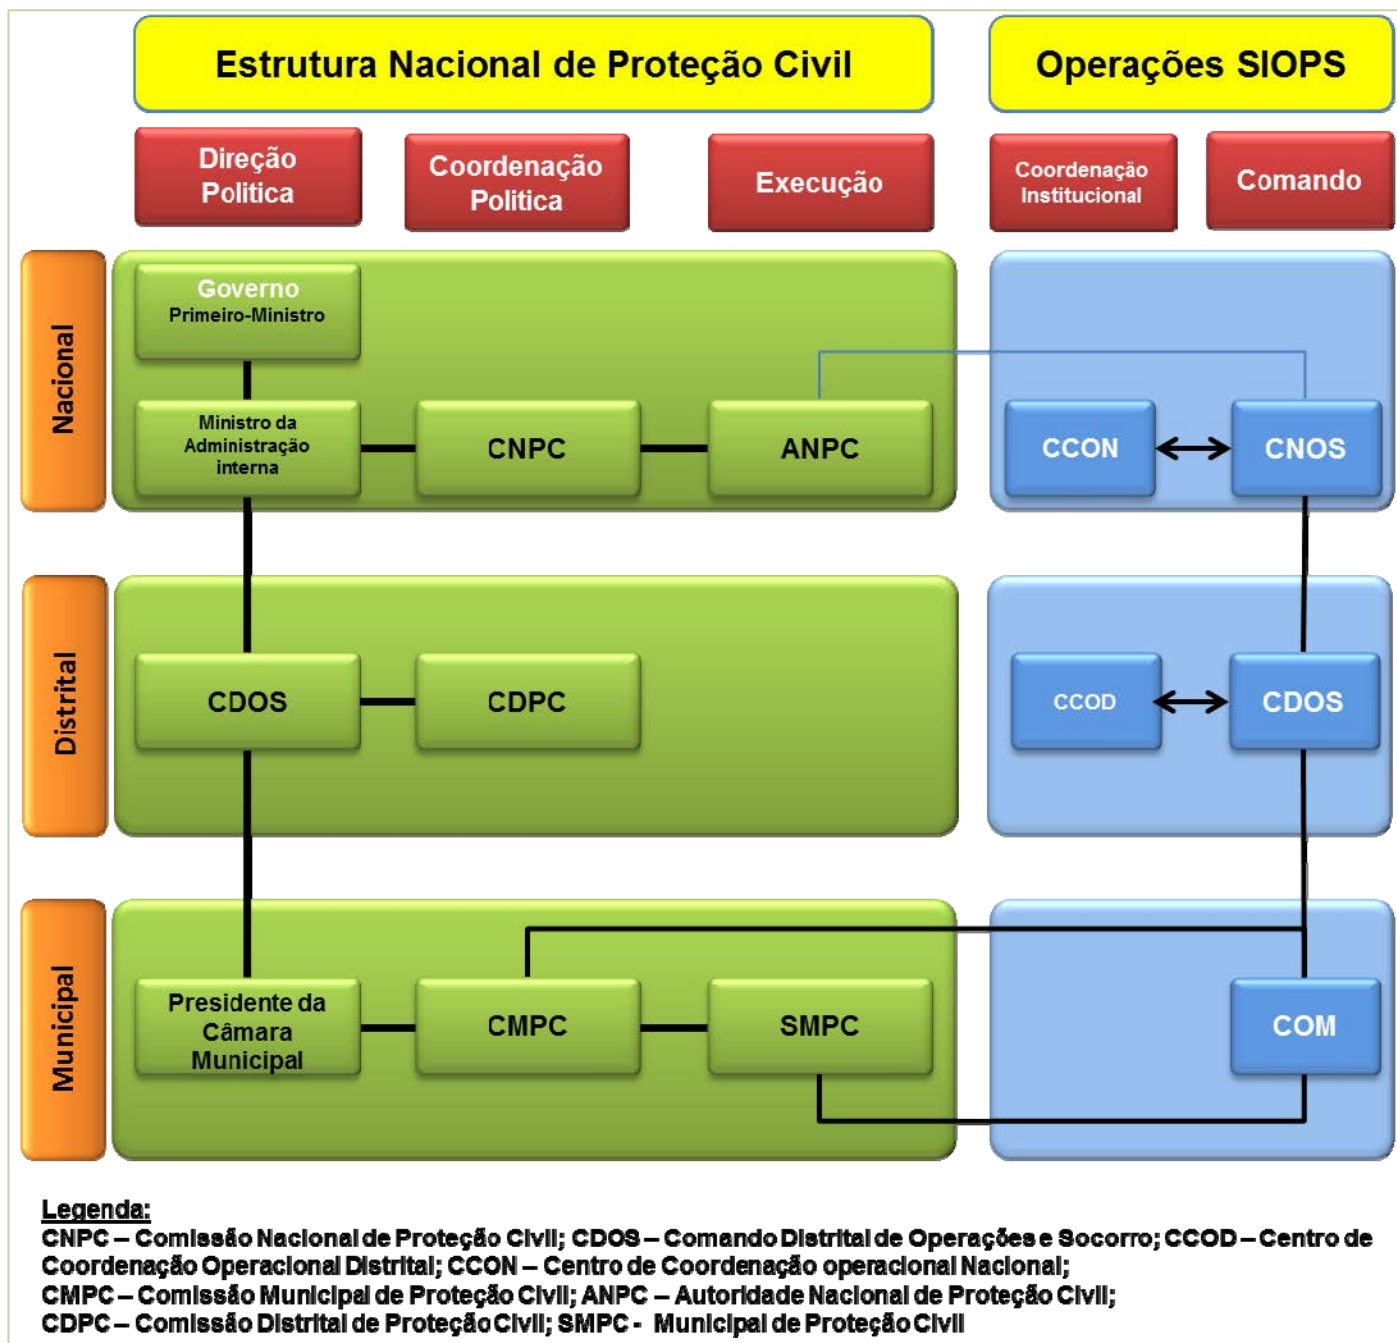 Estrutura Nacional de Proteção Civil
Operações SIOPS
Direção
Politica
Coordenação
Politica
Execução
Coordenação
Institucional
Comando
Nacional
Governo
Primeiro-Ministro
Ministro da
Administração
interna
CNPC
ANPC
CCON
CNOS
Distrital
CDOS
CDPC
CCOD
CDOS
Municipal
Presidente da
Câmara
Municipal
CMPC
SMPC
COM
Legenda:
CNPC – Comissão Nacional de Proteção Civil; CDOS – Comando Distrital de Operações e Socorro; CCOD – Centro de
Coordenação Operacional Distrital; CCON – Centro de Coordenação operacional Nacional;
CMPC – Comissão Municipal de Proteção Civil; ANPC – Autoridade Nacional de Proteção Civil;
CDPC – Comissão Distrital de Proteção Civil; SMPC - Municipal de Proteção Civil